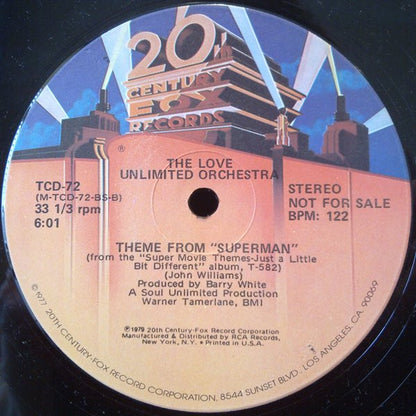 20th
CENTURY
FOX
RECORDS
®
THE LOVE
UNLIMITED ORCHESTRA
TCD-72
(M-TCD-72-BS-B)
33 1/3 rpm
6:01
STEREO
NOT FOR SALE
BPM: 122
THEME FROM "SUPERMAN"
(from the "Super Movie Themes-Just a Little
Bit Different" album, T-582)
(John Williams)
Produced by Barry White
A Soul Unlimited Production
Warner Tamerlane, BMI
℗1979 20th Century-Fox Record Corporation
Manufactured & Distributed by RCA Records,
New York, N.Y. • Printed in U.S.A.
©1977 20TH CENTURY-FOX RECORD CORPORATION, 8544 SUNSET BLVD., LOS ANGELES, CA. 90069